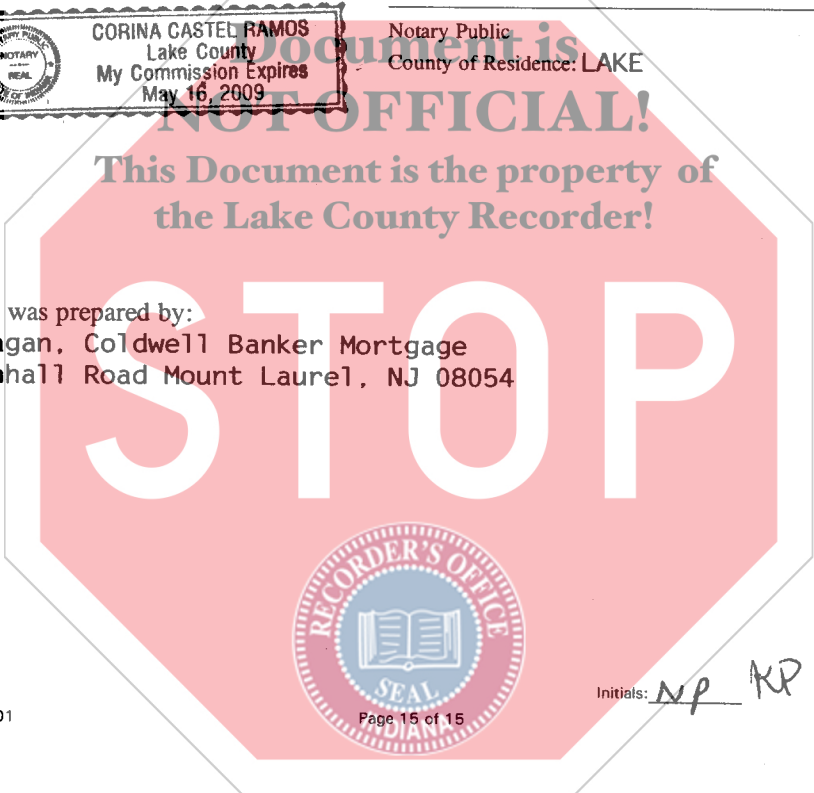 CORINA CASTEL RAMOS
Lake County
My Commission Expires
May 16, 2009
NOTARY
SEAL
Notary Public
County of Residence: LAKE
Document is
NOT OFFICIAL!
This Document is the property of
the Lake County Recorder!
STOP
was prepared by:
gan, Coldwell Banker Mortgage
hall Road Mount Laurel, NJ 08054
RECORDER'S OFFICE
SEAL
INDIANA
Initials: NP KP
01
Page 15 of 15